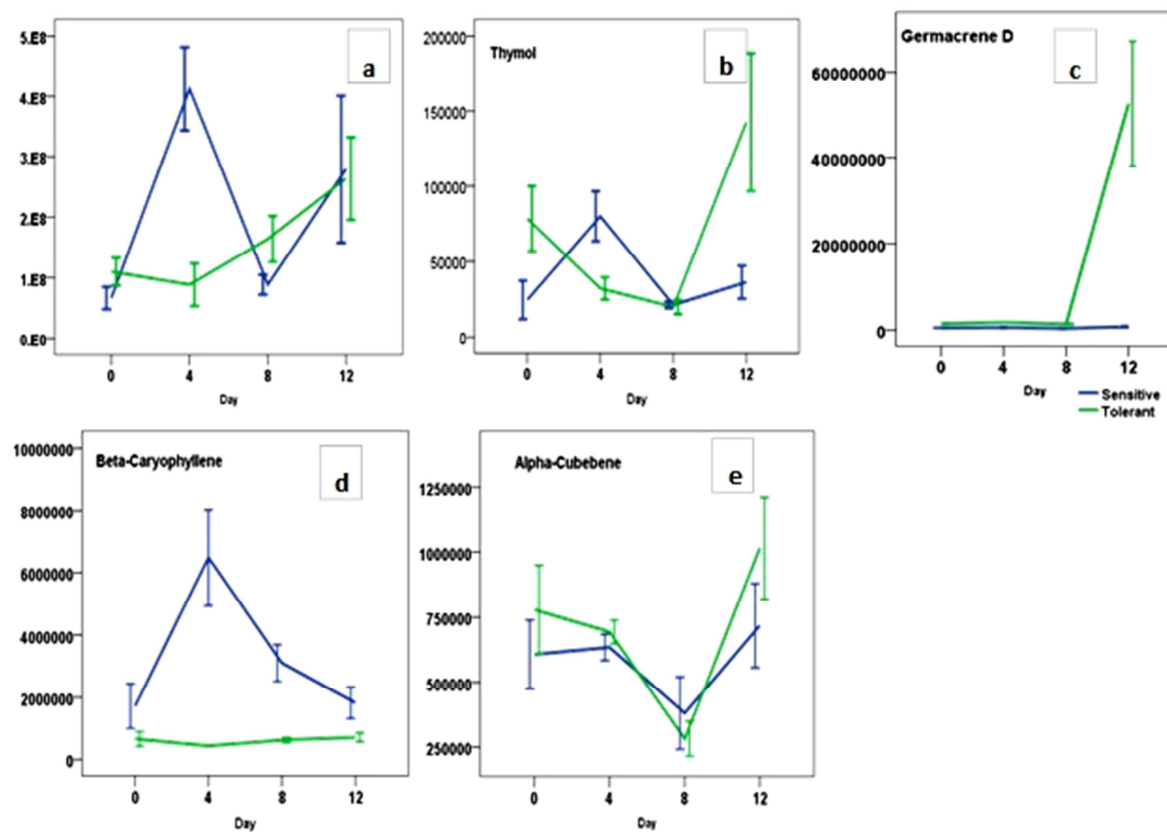 a
5.E8
4.E8
3.E8
2.E8
1.E8
0.E0
0 4 8 12
Day
Thymol
b
200000
150000
100000
50000
0
0 4 8 12
Day
Germacrene D
c
60000000
40000000
20000000
0
0 4 8 12
Day
Sensitive
Tolerant
Beta-Caryophyllene
d
10000000
8000000
6000000
4000000
2000000
0
0 4 8 12
Day
Alpha-Cubebene
e
1250000
1000000
750000
500000
250000
0 4 8 12
Day